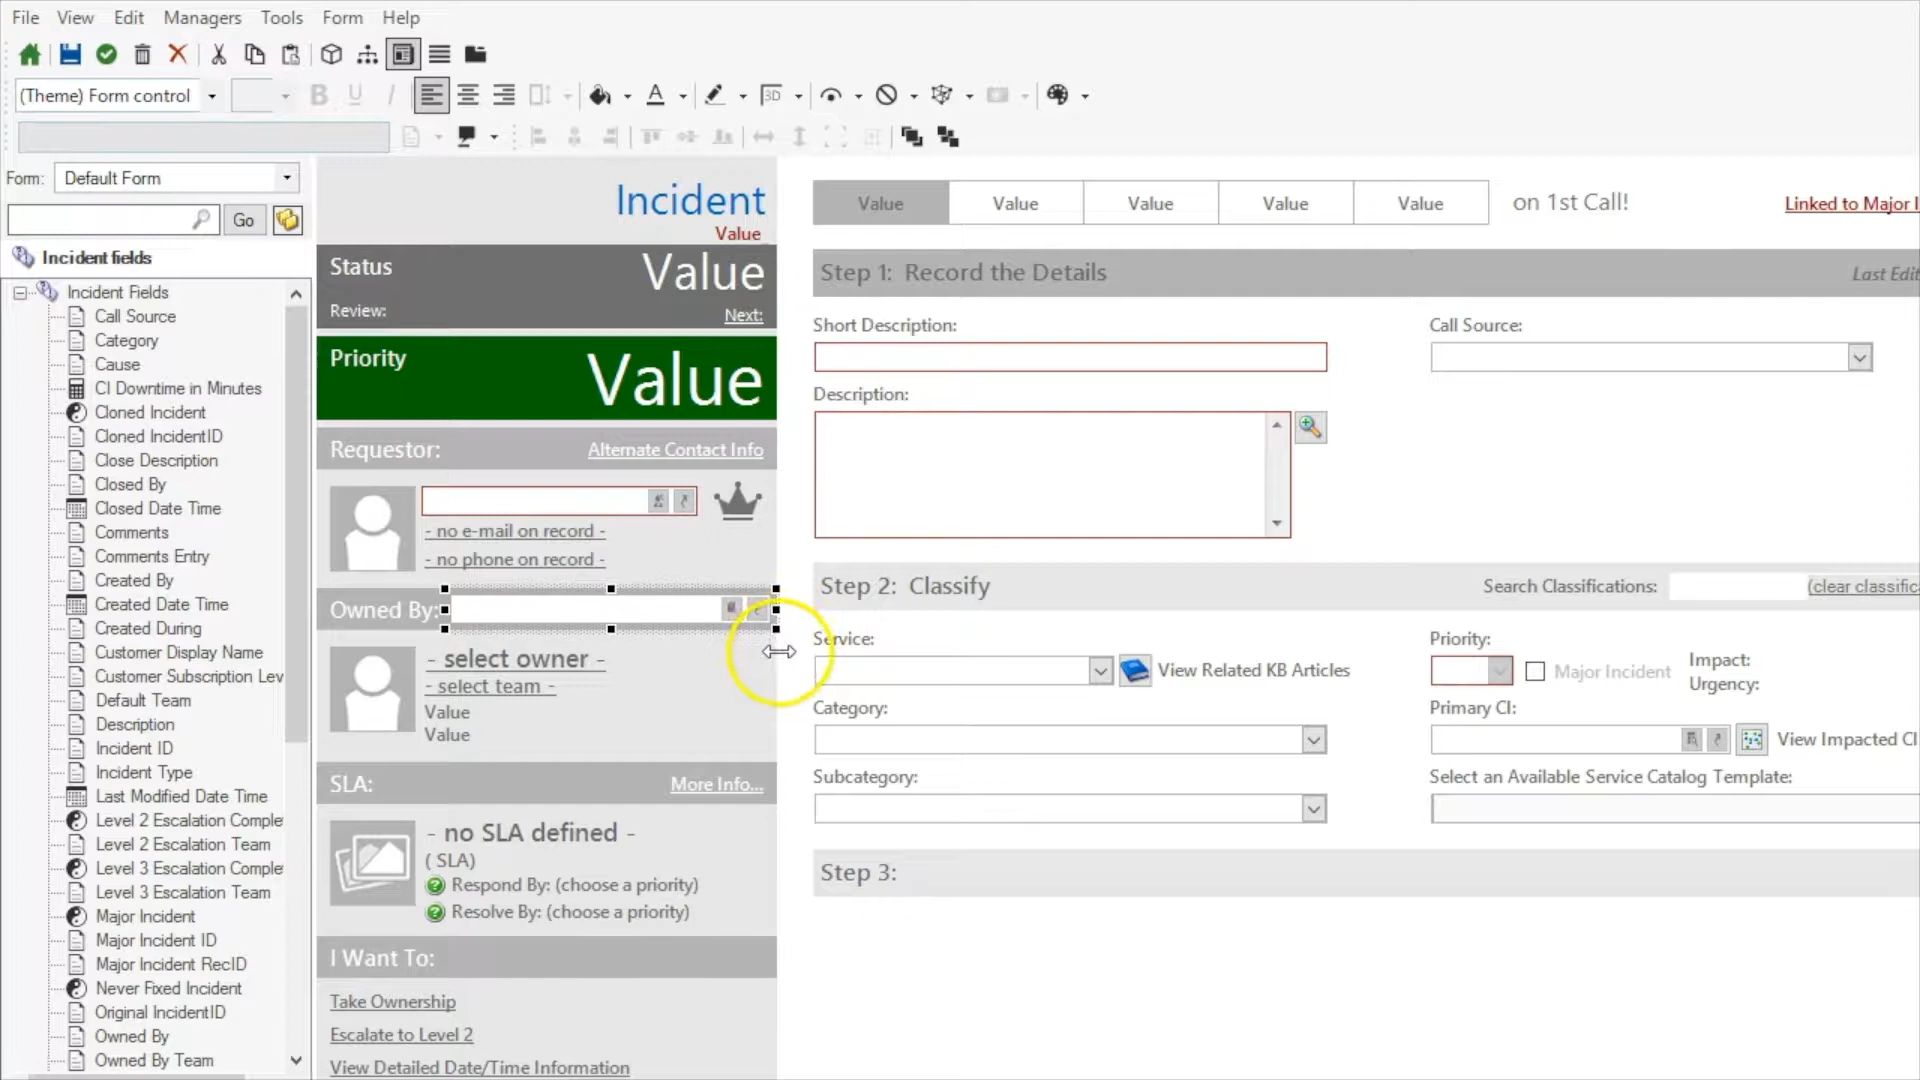 File View Edit Managers Tools Form Help
(Theme) Form control
B U I A 3D
Form: Default Form
Go
Incident fields
Incident Fields
Call Source
Category
Cause
CI Downtime in Minutes
Cloned Incident
Cloned IncidentID
Close Description
Closed By
Closed Date Time
Comments
Comments Entry
Created By
Created Date Time
Created During
Customer Display Name
Customer Subscription Lev
Default Team
Description
Incident ID
Incident Type
Last Modified Date Time
Level 2 Escalation Comple
Level 2 Escalation Team
Level 3 Escalation Comple
Level 3 Escalation Team
Major Incident
Major Incident ID
Major Incident RecID
Never Fixed Incident
Original IncidentID
Owned By
Owned By Team
Incident
Value
Status Value
Review: Next:
Priority Value
Requestor: Alternate Contact Info
- no e-mail on record -
- no phone on record -
Owned By:
- select owner -
- select team -
Value
Value
SLA: More Info...
- no SLA defined -
( SLA)
Respond By: (choose a priority)
Resolve By: (choose a priority)
I Want To:
Take Ownership
Escalate to Level 2
View Detailed Date/Time Information
Value Value Value Value Value on 1st Call! Linked to Major I
Step 1: Record the Details Last Edit
Short Description: Call Source:
Description:
Step 2: Classify Search Classifications: (clear classifica
Service: Priority:
View Related KB Articles Major Incident Impact:
Urgency:
Category: Primary CI:
View Impacted CI
Subcategory: Select an Available Service Catalog Template:
Step 3: